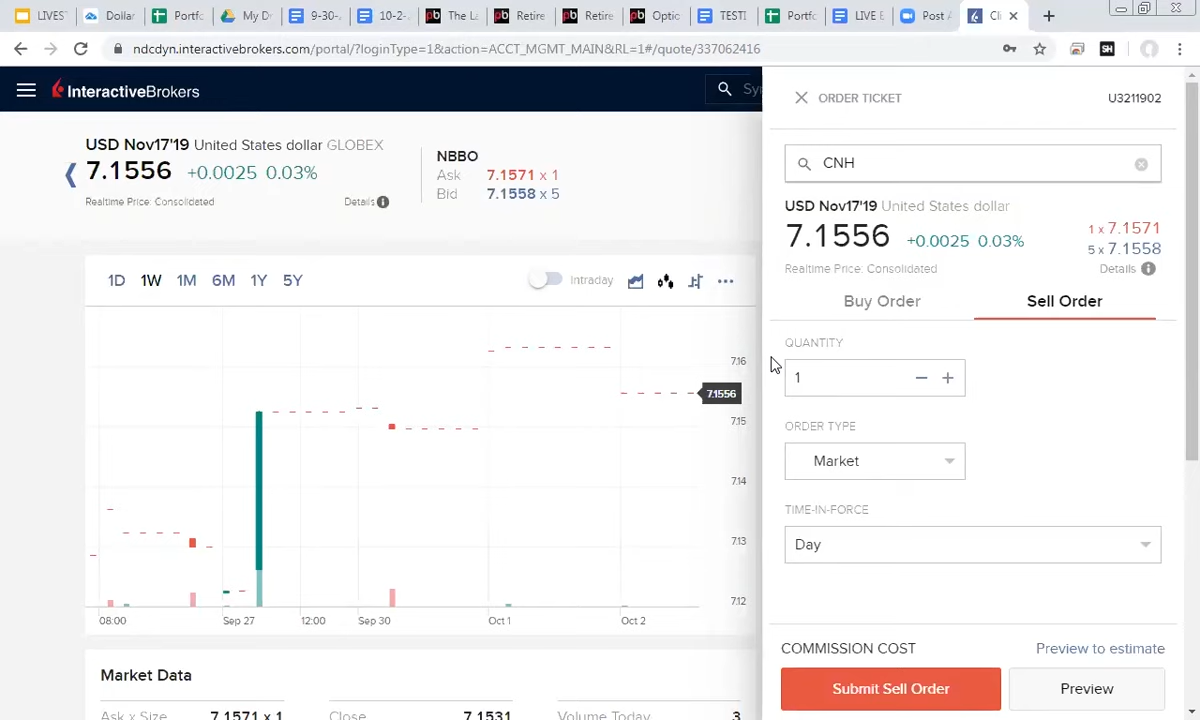 LIVES
Dollar
Portfo
My Dr
9-30-
10-2-
The La
Retire
Retire
Optio
TESTI
Portfo
LIVE E
Post A
Cli
ndcdyn.interactivebrokers.com/portal/?loginType=1&action=ACCT_MGMT_MAIN&RL=1#/quote/337062416
SH
InteractiveBrokers
Sy
USD Nov17'19 United States dollar GLOBEX
7.1556 +0.0025 0.03%
Realtime Price: Consolidated
Details
NBBO
Ask 7.1571 x 1
Bid 7.1558 x 5
1D 1W 1M 6M 1Y 5Y
Intraday
7.16
7.1556
7.15
7.14
7.13
7.12
08:00 Sep 27 12:00 Sep 30 Oct 1 Oct 2
Market Data
Ask x Size 7.1571 x 1 Close 7.1531 Volume Today 3
ORDER TICKET
U3211902
CNH
USD Nov17'19 United States dollar
7.1556 +0.0025 0.03%
1 x 7.1571
5 x 7.1558
Realtime Price: Consolidated
Details
Buy Order
Sell Order
QUANTITY
1
ORDER TYPE
Market
TIME-IN-FORCE
Day
COMMISSION COST
Preview to estimate
Submit Sell Order
Preview